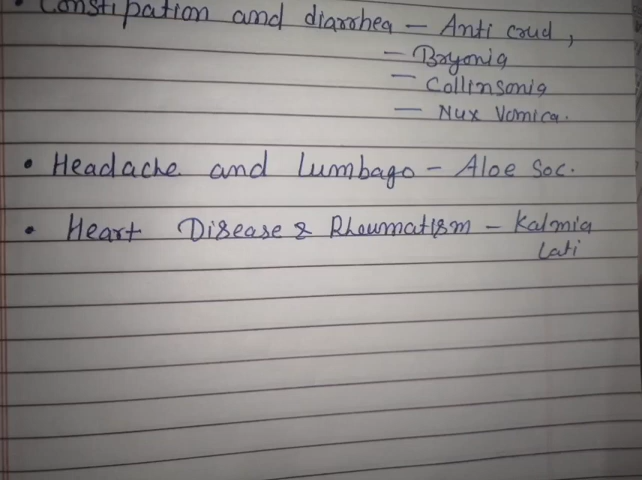 • Constipation and diarrhea – Anti crud,
– Bryonia
– Collinsonia
– Nux Vomica.
• Headache and Lumbago – Aloe Soc.
• Heart Disease & Rheumatism – Kalmia
Lati